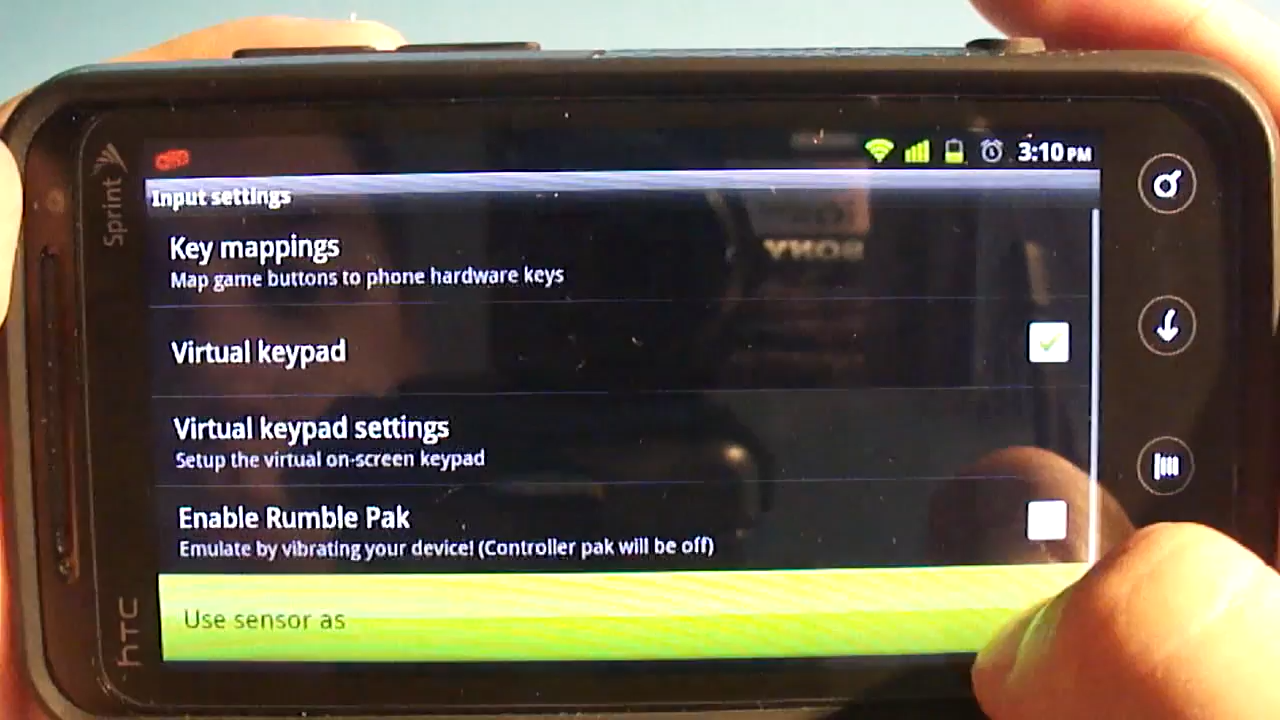 3:10 PM
Input settings
Key mappings
Map game buttons to phone hardware keys
Virtual keypad
Virtual keypad settings
Setup the virtual on-screen keypad
Enable Rumble Pak
Emulate by vibrating your device! (Controller pak will be off)
Use sensor as
Sprint
hTC
SONY